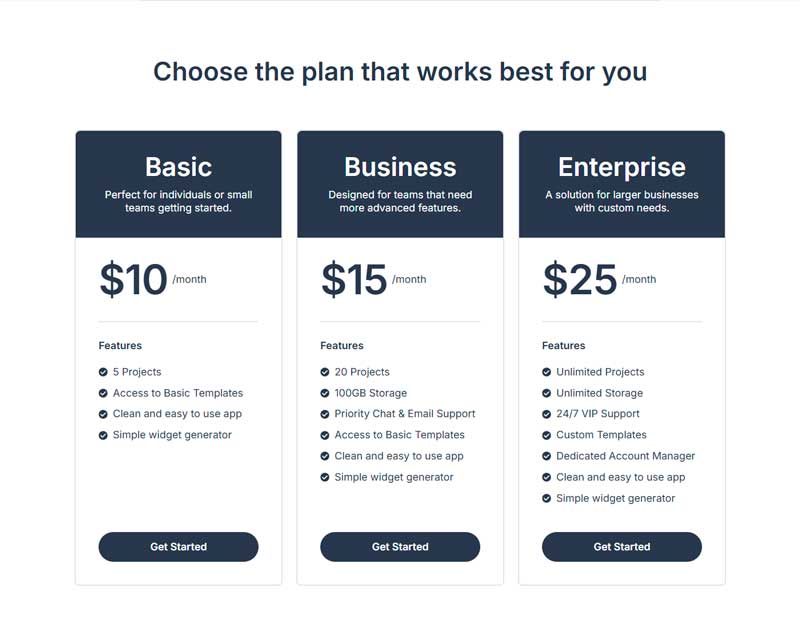 Choose the plan that works best for you
Basic
Perfect for individuals or small
teams getting started.
$10 /month
Features
5 Projects
Access to Basic Templates
Clean and easy to use app
Simple widget generator
Get Started
Business
Designed for teams that need
more advanced features.
$15 /month
Features
20 Projects
100GB Storage
Priority Chat & Email Support
Access to Basic Templates
Clean and easy to use app
Simple widget generator
Get Started
Enterprise
A solution for larger businesses
with custom needs.
$25 /month
Features
Unlimited Projects
Unlimited Storage
24/7 VIP Support
Custom Templates
Dedicated Account Manager
Clean and easy to use app
Simple widget generator
Get Started